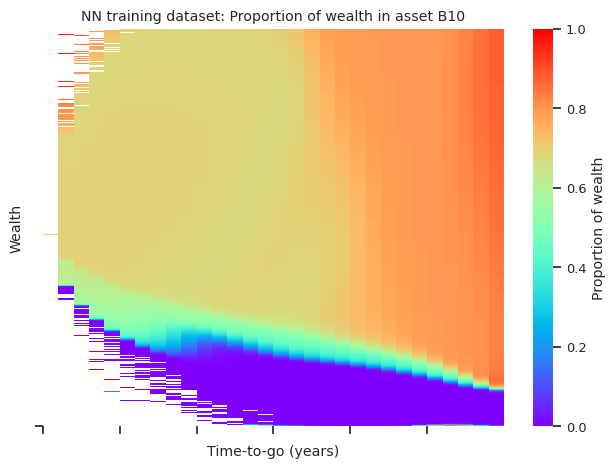 NN training dataset: Proportion of wealth in asset B10
Wealth
Time-to-go (years)
1.0
0.8
0.6
0.4
0.2
0.0
Proportion of wealth